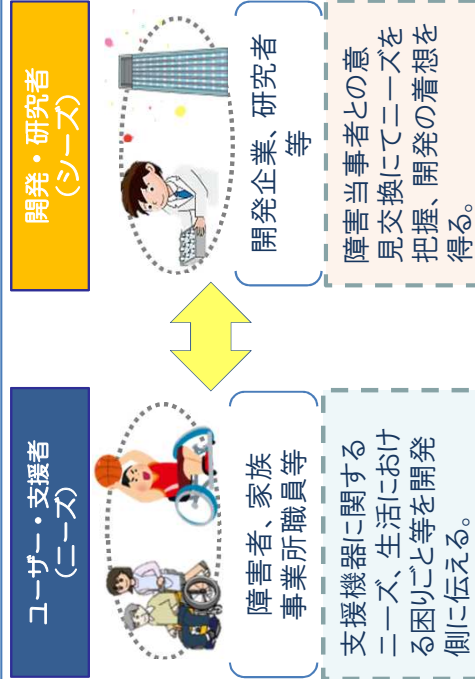 ユーザー・支援者
（ニーズ）
障害者、家族
事業所職員等
支援機器に関する
ニーズ、生活におけ
る困りごと等を開発
側に伝える。
開発・研究者
（シーズ）
開発企業、研究者
等
障害当事者との意
見交換にてニーズを
把握、開発の着想を
得る。